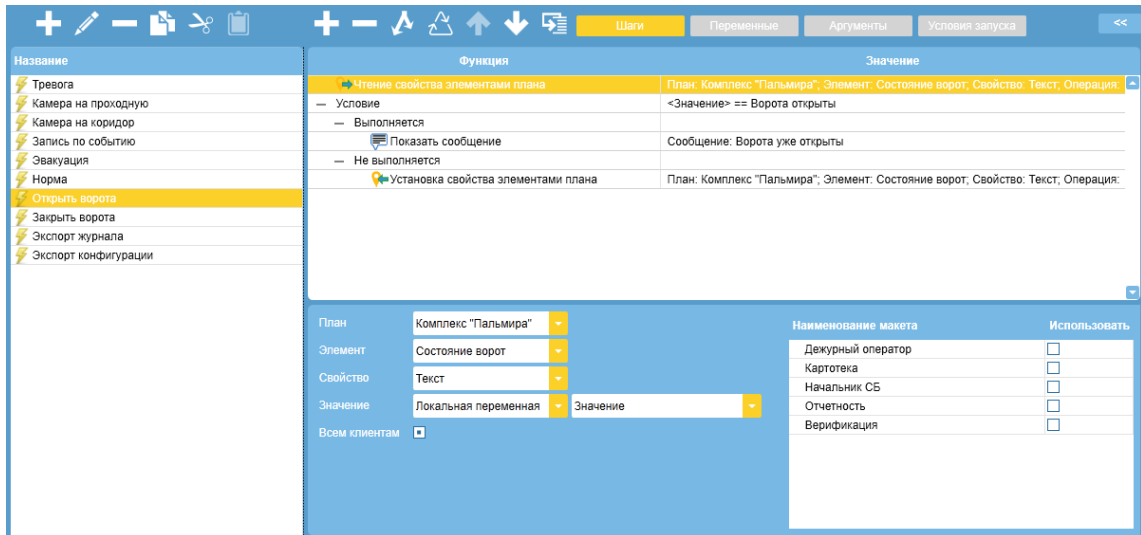 Шаги Переменные Аргументы Условия запуска <<
Название
Тревога
Камера на проходную
Камера на коридор
Запись по событию
Эвакуация
Норма
Открыть ворота
Закрыть ворота
Экспорт журнала
Экспорт конфигурации
Функция Значение
Чтение свойства элементами плана План: Комплекс "Пальмира"; Элемент: Состояние ворот; Свойство: Текст; Операция:
Условие <Значение> == Ворота открыты
Выполняется
Показать сообщение Сообщение: Ворота уже открыты
Не выполняется
Установка свойства элементами плана План: Комплекс "Пальмира"; Элемент: Состояние ворот; Свойство: Текст; Операция:
План Комплекс "Пальмира"
Элемент Состояние ворот
Свойство Текст
Значение Локальная переменная Значение
Всем клиентам
Наименование макета Использовать
Дежурный оператор
Картотека
Начальник СБ
Отчетность
Верификация